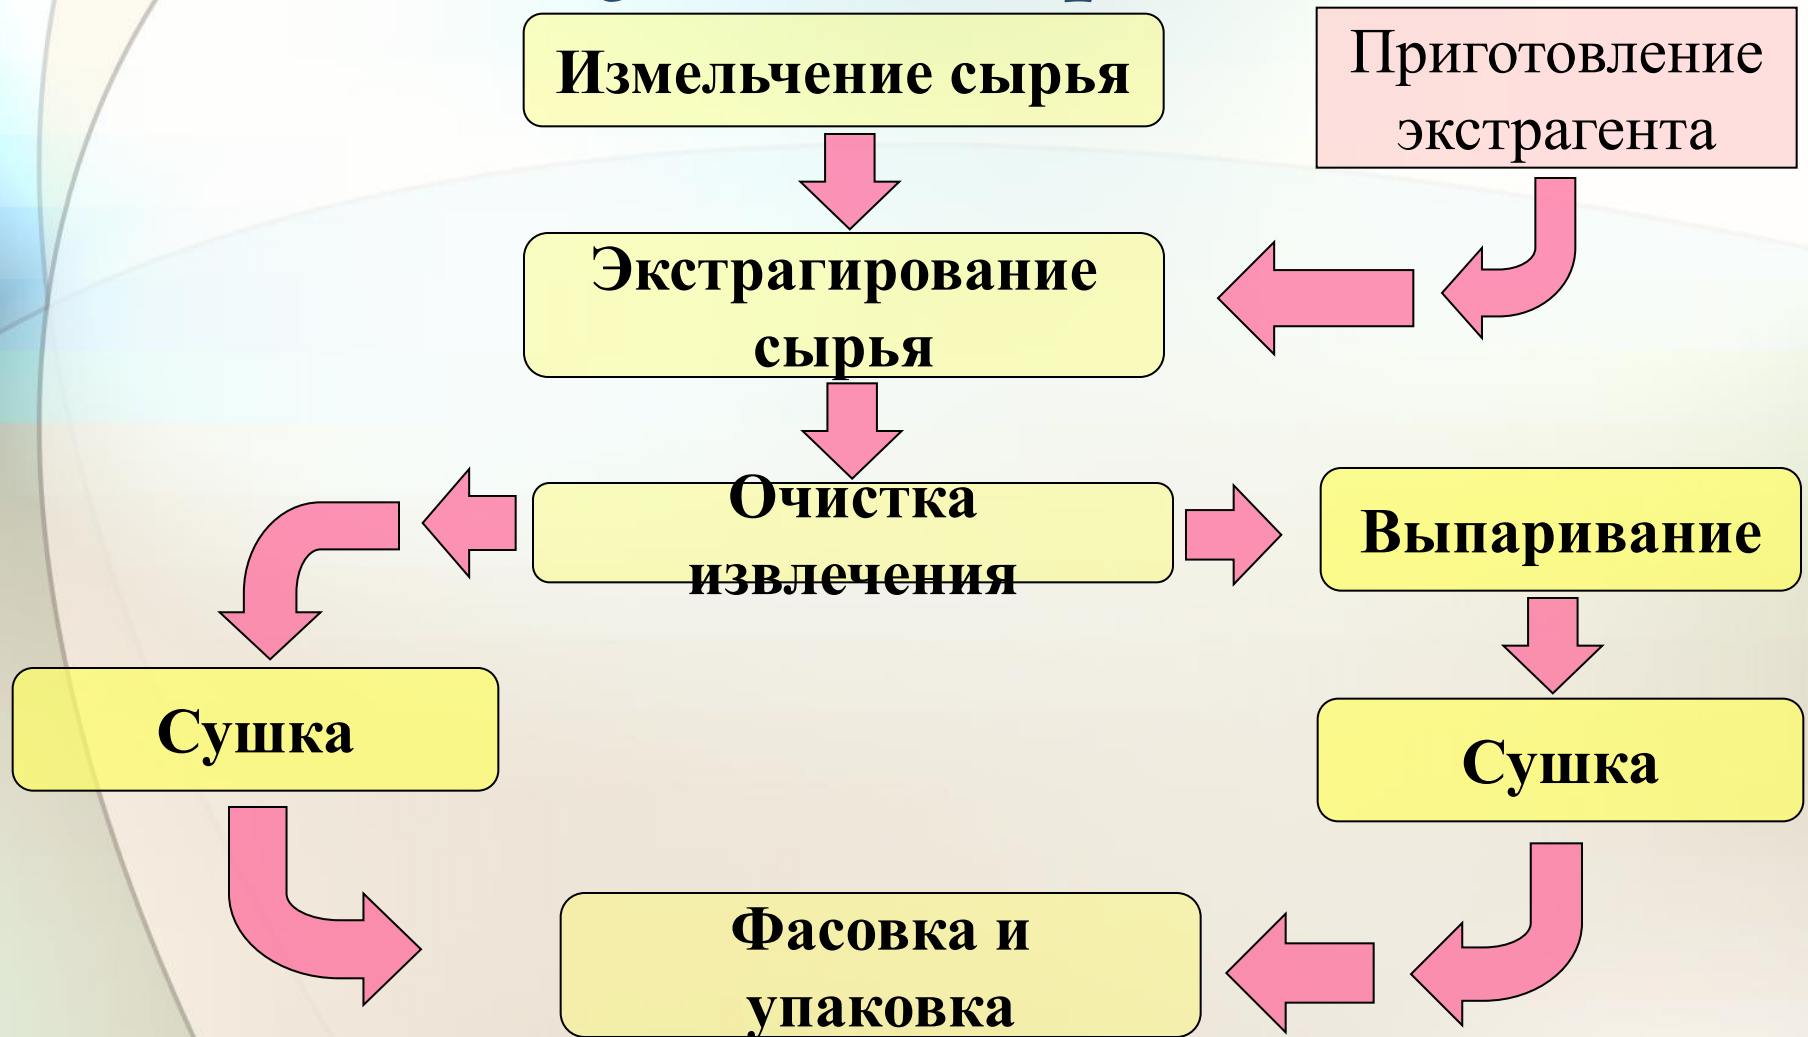 Измельчение сырья
Приготовление
экстрагента
Экстрагирование
сырья
Очистка
извлечения
Выпаривание
Сушка
Сушка
Фасовка и
упаковка